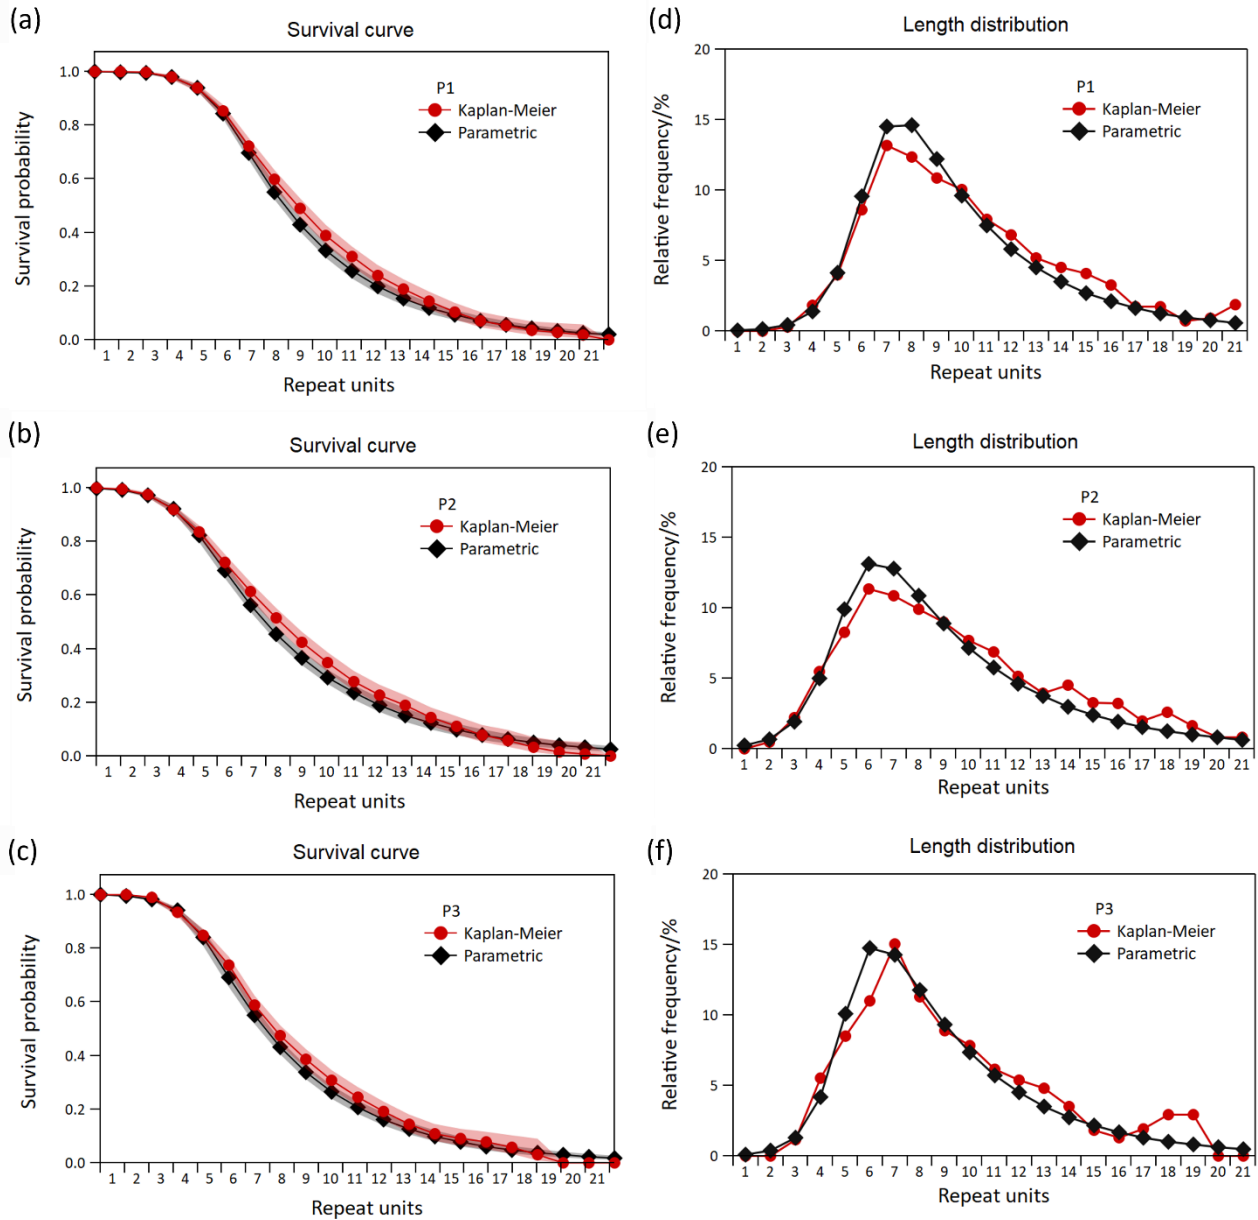 (a)
Survival curve
P1
Kaplan-Meier
Parametric
Survival probability
1.0
0.8
0.6
0.4
0.2
0.0
1 2 3 4 5 6 7 8 9 10 11 12 13 14 15 16 17 18 19 20 21
Repeat units
(d)
Length distribution
P1
Kaplan-Meier
Parametric
Relative frequency/%
20
15
10
5
0
1 2 3 4 5 6 7 8 9 10 11 12 13 14 15 16 17 18 19 20 21
Repeat units
(b)
Survival curve
P2
Kaplan-Meier
Parametric
Survival probability
1.0
0.8
0.6
0.4
0.2
0.0
1 2 3 4 5 6 7 8 9 10 11 12 13 14 15 16 17 18 19 20 21
Repeat units
(e)
Length distribution
P2
Kaplan-Meier
Parametric
Relative frequency/%
20
15
10
5
0
1 2 3 4 5 6 7 8 9 10 11 12 13 14 15 16 17 18 19 20 21
Repeat units
(c)
Survival curve
P3
Kaplan-Meier
Parametric
Survival probability
1.0
0.8
0.6
0.4
0.2
0.0
1 2 3 4 5 6 7 8 9 10 11 12 13 14 15 16 17 18 19 20 21
Repeat units
(f)
Length distribution
P3
Kaplan-Meier
Parametric
Relative frequency/%
20
15
10
5
0
1 2 3 4 5 6 7 8 9 10 11 12 13 14 15 16 17 18 19 20 21
Repeat units